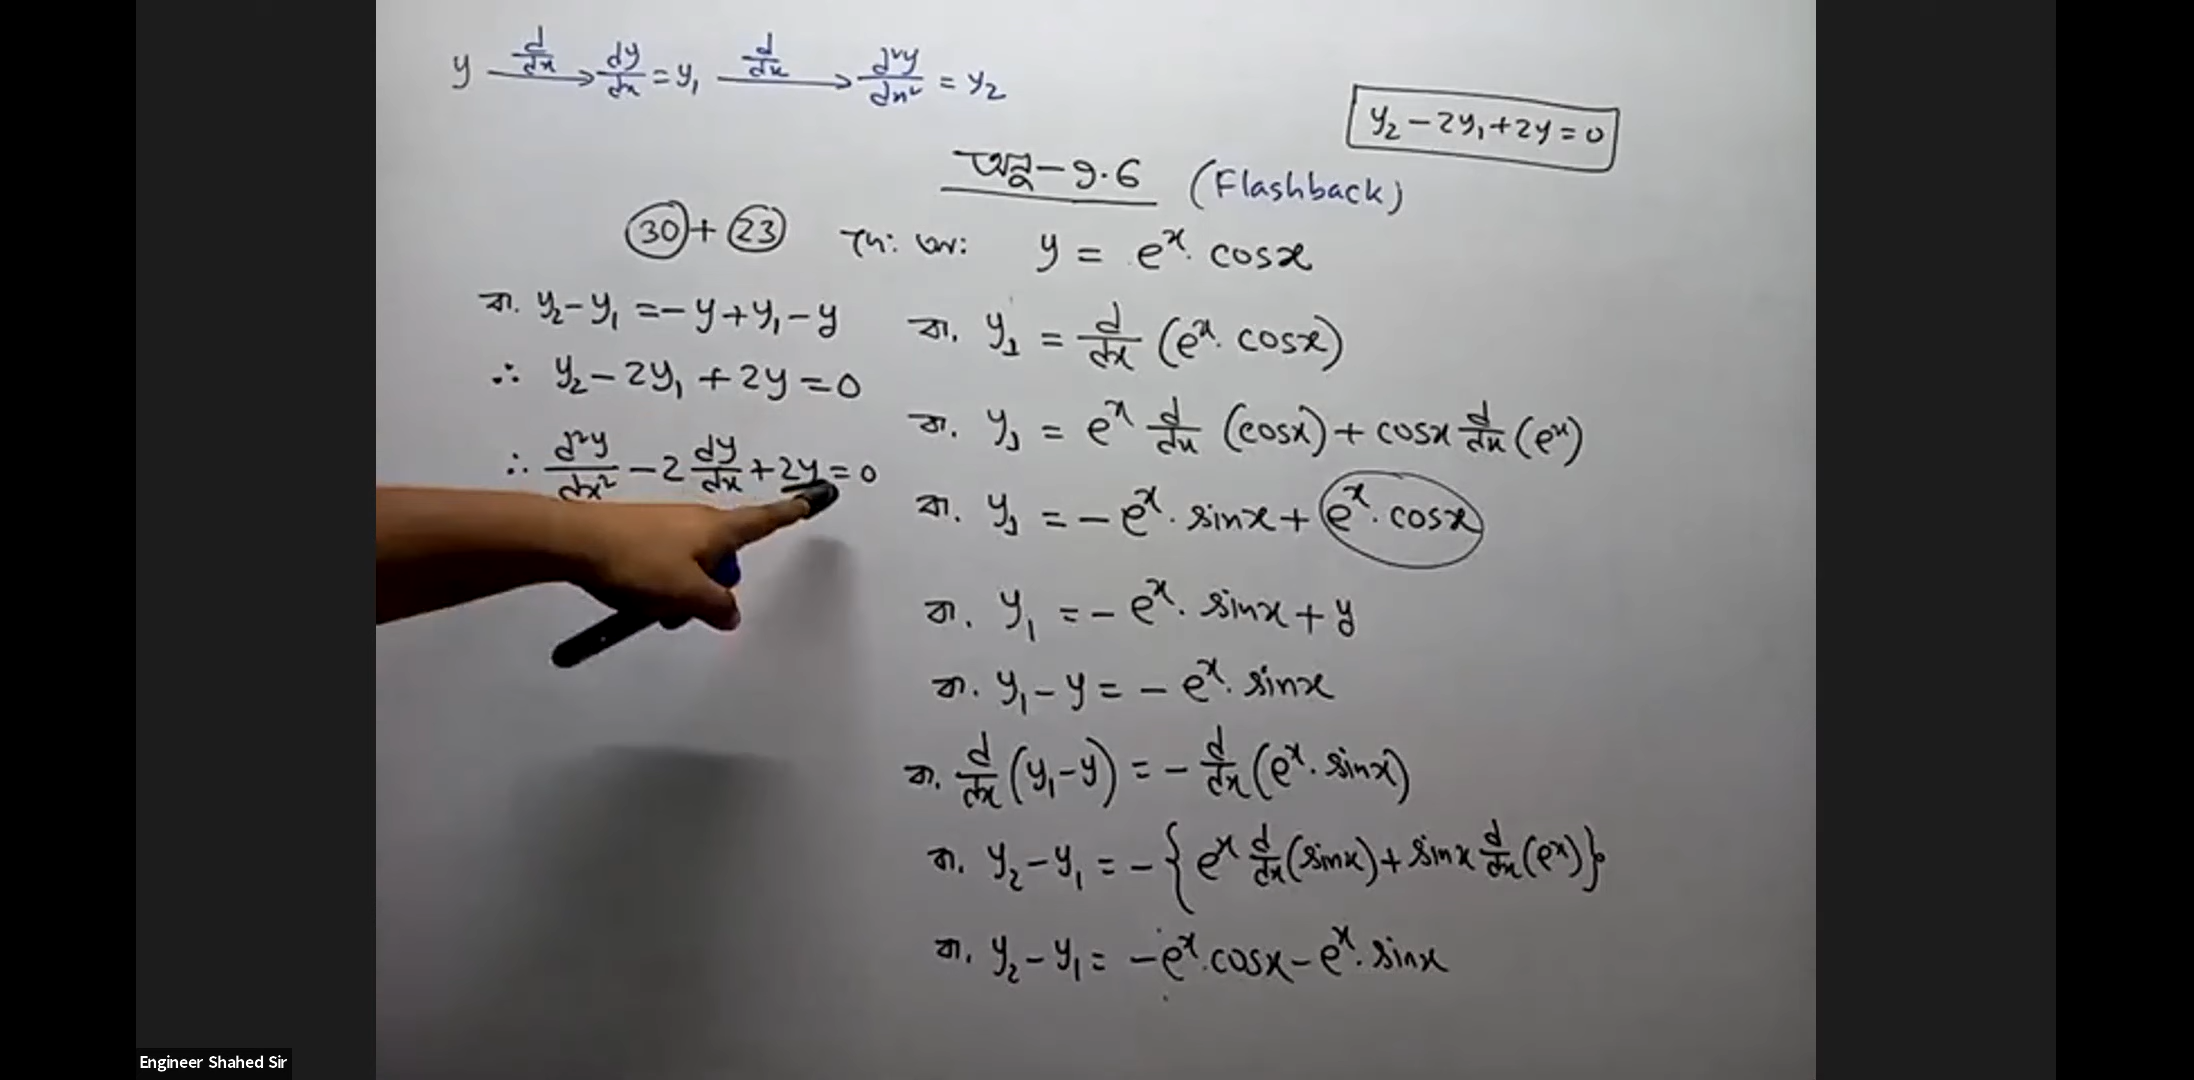 y —d/dx→ dy/dx = y₁ —d/dx→ d²y/dx² = y₂
y₂ - 2y₁ + 2y = 0
অনু - ৯.6 (Flashback)
30 + 23 দে: আ: y = eˣ. cosx
বা. y₁ = d/dx (eˣ. cosx)
বা. y₁ = eˣ d/dx (cosx) + cosx d/dx (eˣ)
বা. y₁ = - eˣ. sinx + eˣ. cosx
বা. y₁ = - eˣ. sinx + y
বা. y₁ - y = - eˣ. sinx
বা. d/dx (y₁ - y) = - d/dx (eˣ. sinx)
বা. y₂ - y₁ = - {eˣ d/dx (sinx) + sinx d/dx (eˣ)}
বা. y₂ - y₁ = - eˣ. cosx - eˣ. sinx
বা. y₂ - y₁ = - y + y₁ - y
∴ y₂ - 2y₁ + 2y = 0
∴ d²y/dx² - 2 dy/dx + 2y = 0
Engineer Shahed Sir